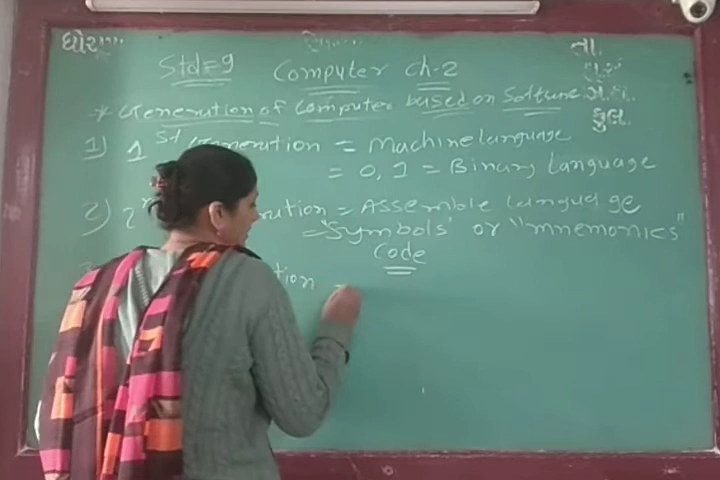 ધોરણ
તા.
Std=9 Computer Ch-2
* Generation of Computer based on Software
કુલ.
1) 1st Generation = Machine language
= 0, 1 = Binary Language
2) 2nd = Assemble language
="Symbols" or "mnemonics"
Code
=